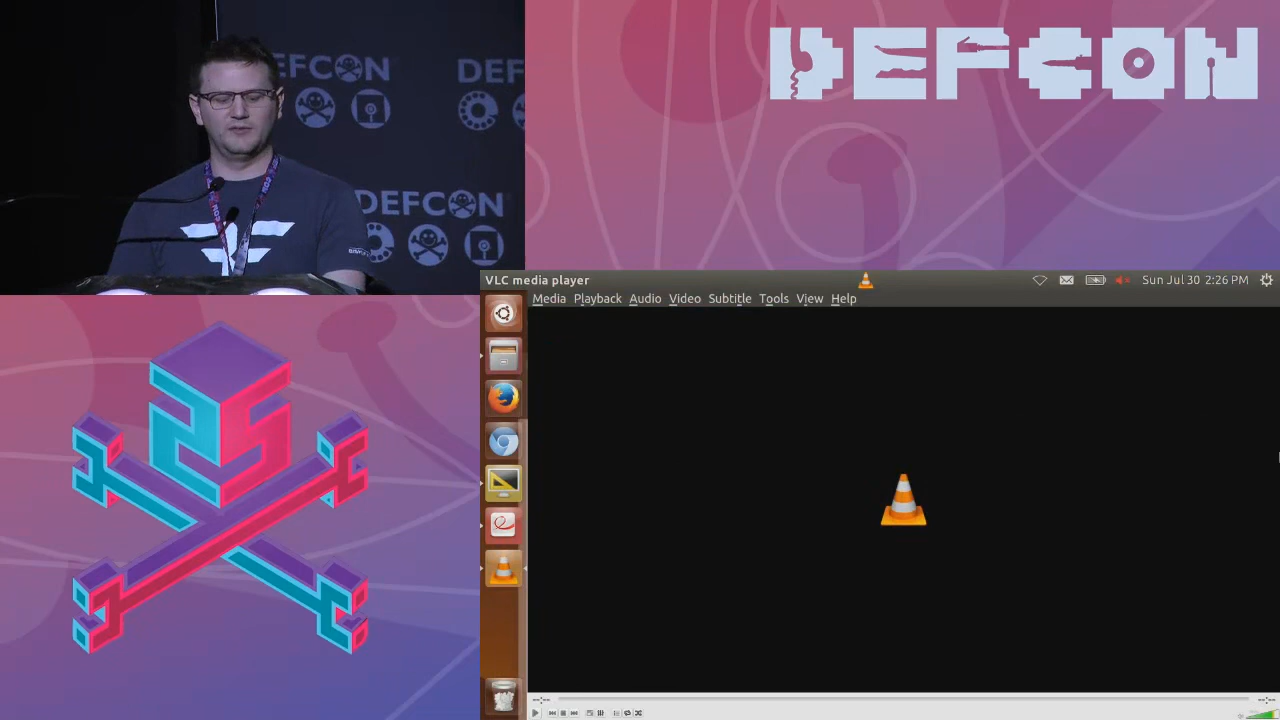 DEFCON
DEFCON
DEF
DEFCON
VLC media player
Sun Jul 30 2:26 PM
Media Playback Audio Video Subtitle Tools View Help
--:--
--:--